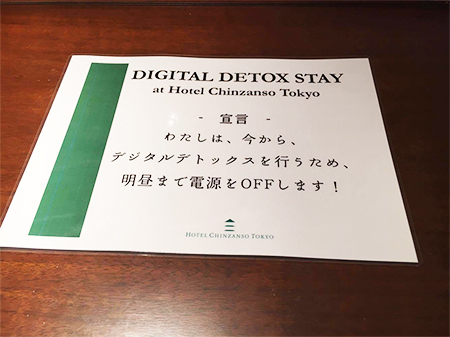 DIGITAL DETOX STAY
at Hotel Chinzanso Tokyo
- 宣言 -
わたしは、今から、
デジタルデトックスを行うため、
明昼まで電源をOFFします!
HOTEL CHINZANSO TOKYO